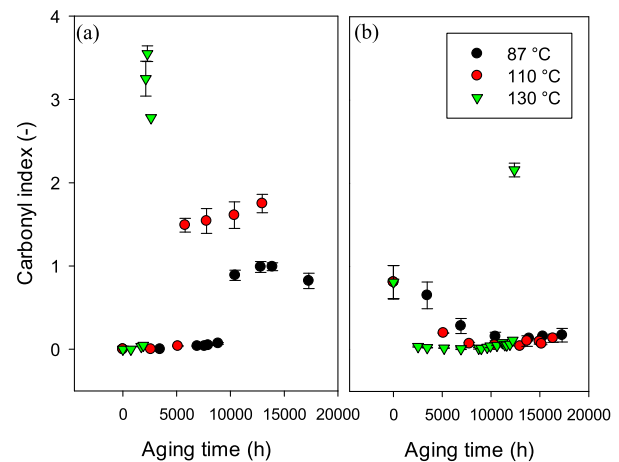 (a)
(b)
87 °C
110 °C
130 °C
Carbonyl index (-)
4
3
2
1
0
0 5000 10000 15000 20000
0 5000 10000 15000 20000
Aging time (h)
Aging time (h)